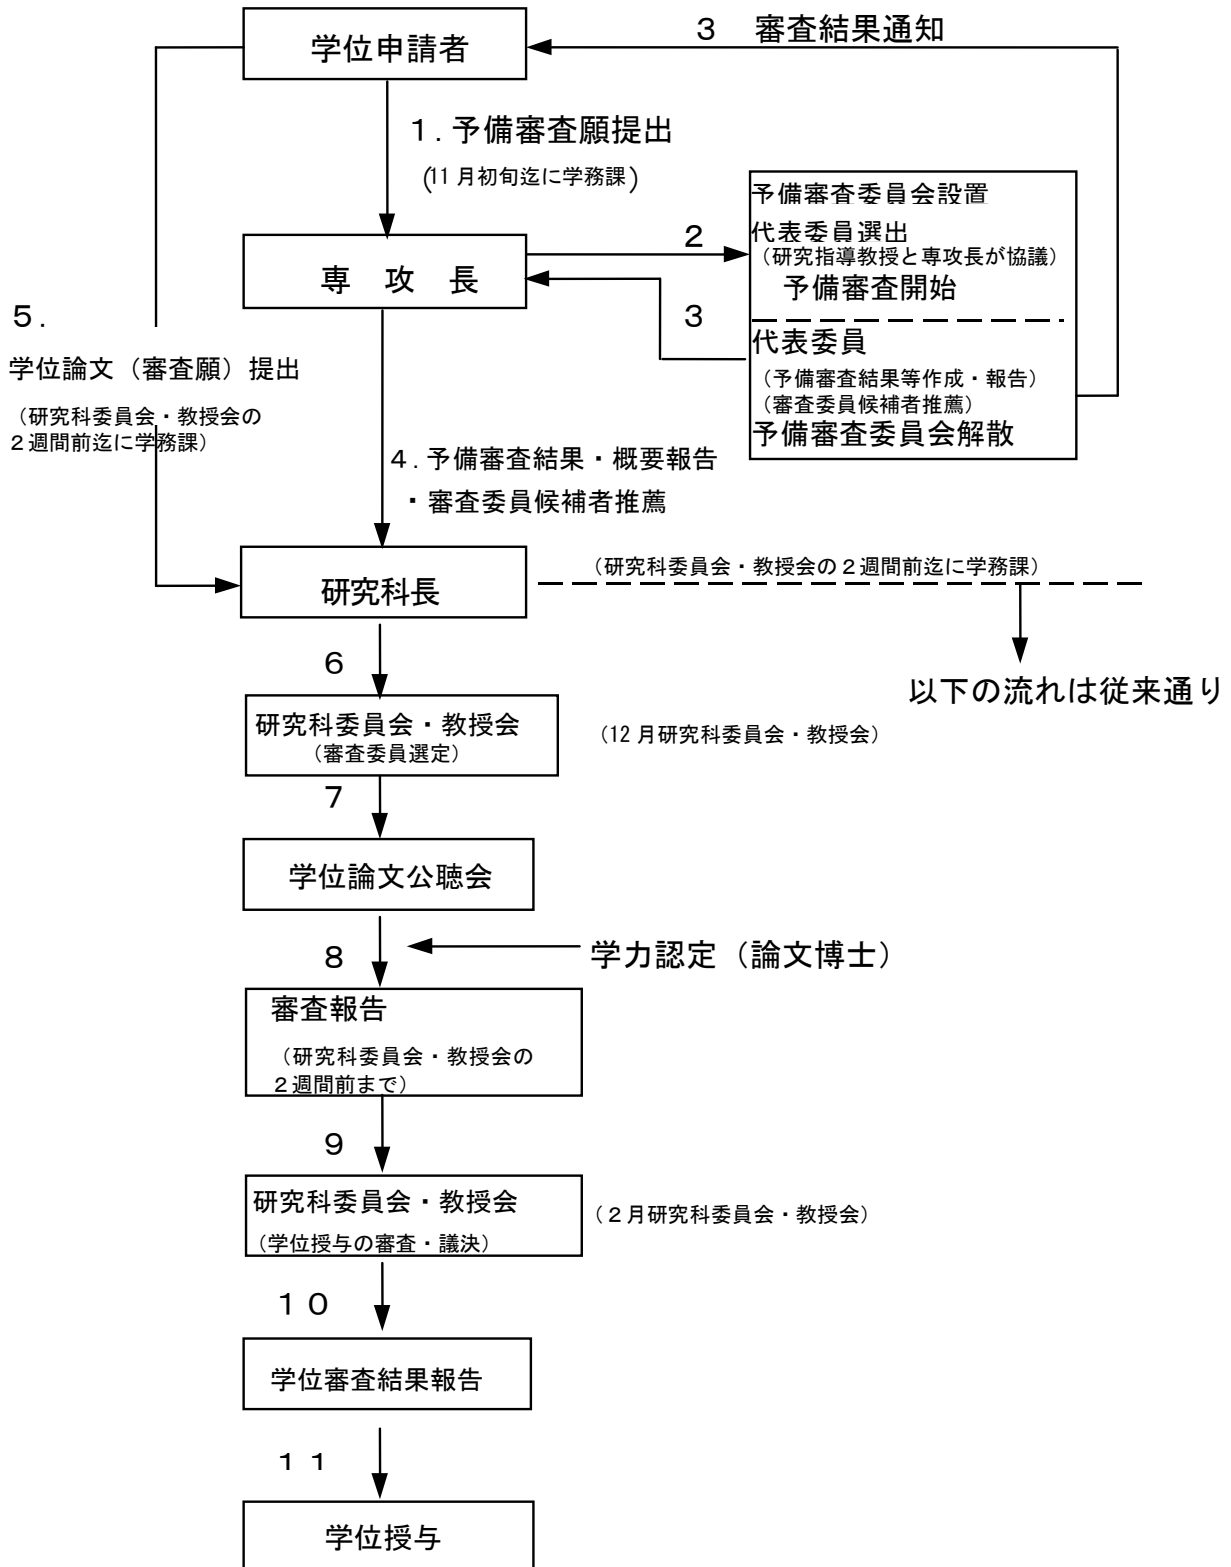 3　審査結果通知
学位申請者
1．予備審査願提出
(11月初旬迄に学務課)
予備審査委員会設置
代表委員選出
（研究指導教授と専攻長が協議）
予備審査開始
2
専　攻　長
3
代表委員
（予備審査結果等作成・報告）
（審査委員候補者推薦）
予備審査委員会解散
5．
学位論文（審査願）提出
（研究科委員会・教授会の
２週間前迄に学務課）
４．予備審査結果・概要報告
・審査委員候補者推薦
研究科長
（研究科委員会・教授会の２週間前迄に学務課）
以下の流れは従来通り
6
研究科委員会・教授会
（審査委員選定）
（12月研究科委員会・教授会）
7
学位論文公聴会
8
学力認定（論文博士）
審査報告
（研究科委員会・教授会の
２週間前まで）
9
研究科委員会・教授会
（学位授与の審査・議決）
（２月研究科委員会・教授会）
１０
学位審査結果報告
１１
学位授与